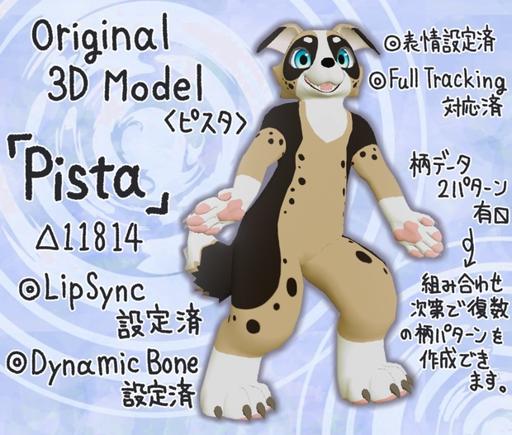 Original
3D Model
〈ピスタ〉
「Pista」
△11814
◎LipSync
設定済
◎Dynamic Bone
設定済
◎表情設定済
◎Full Tracking
対応済
柄データ
2パターン
有り
組み合わせ
次第で復数
の柄パターンを
作成でき
ます。